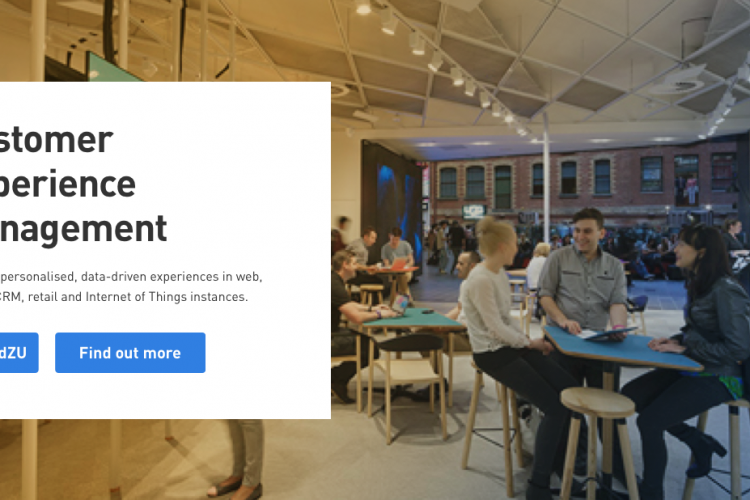 stomer
perience
nagement
personalised, data-driven experiences in web,
CRM, retail and Internet of Things instances.
dZU
Find out more